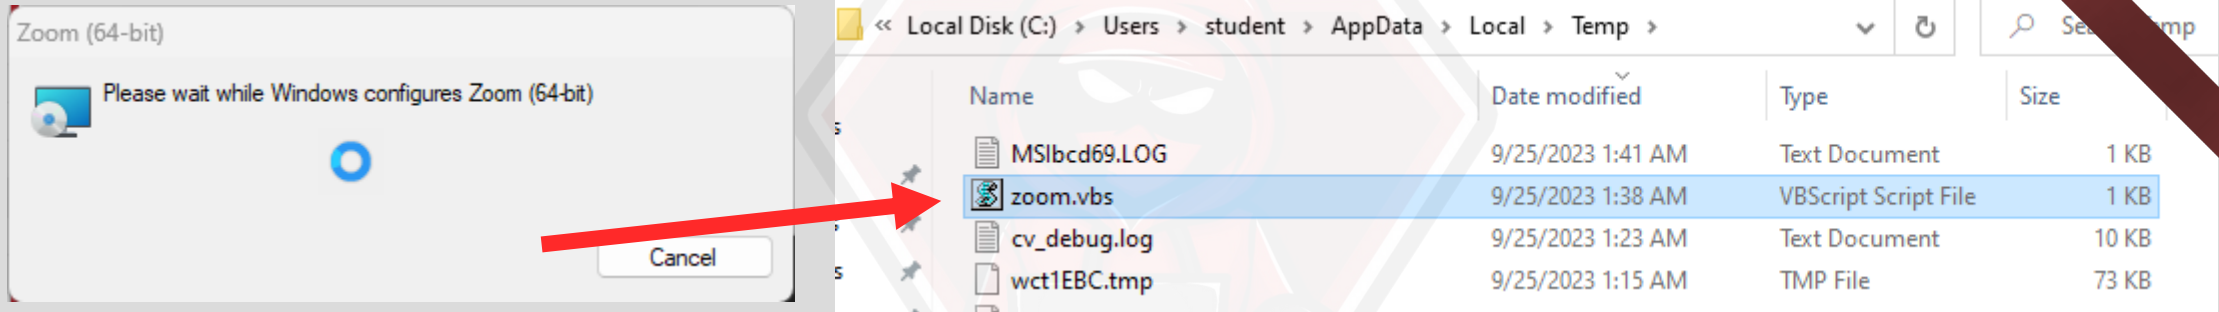 Zoom (64-bit)
Please wait while Windows configures Zoom (64-bit)
Cancel
« Local Disk (C:) › Users › student › AppData › Local › Temp ›
Name Date modified Type Size
MSIbcd69.LOG 9/25/2023 1:41 AM Text Document 1 KB
zoom.vbs 9/25/2023 1:38 AM VBScript Script File 1 KB
cv_debug.log 9/25/2023 1:23 AM Text Document 10 KB
wct1EBC.tmp 9/25/2023 1:15 AM TMP File 73 KB